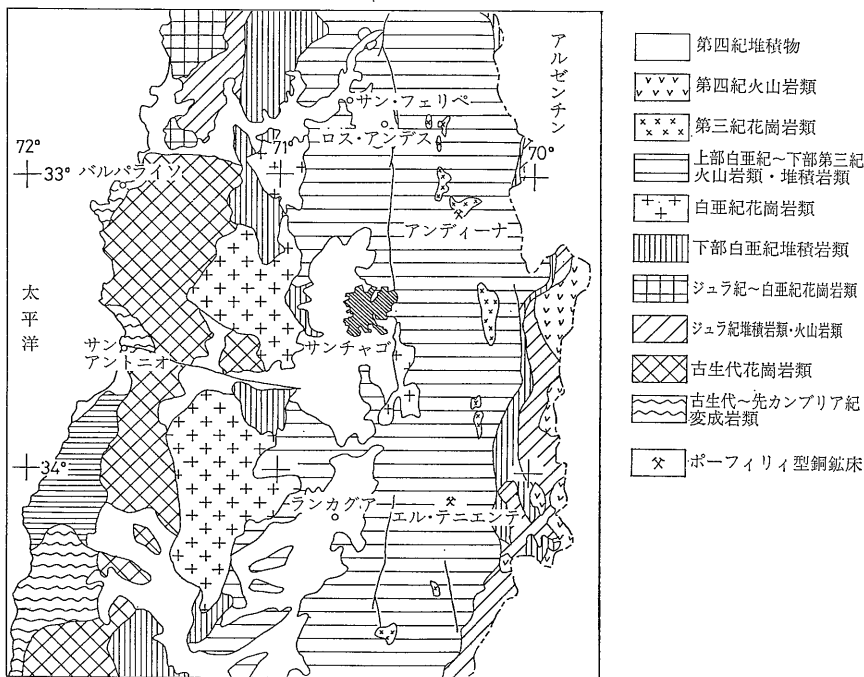 アルゼンチン
サン・フェリペ
ロス・アンデス
72°
71°
70°
33°
バルパライソ
アンディーナ
太平洋
サンチャゴ
サン
アントニオ
34°
ランカグア
エル・テニエンテ
第四紀堆積物
第四紀火山岩類
第三紀花崗岩類
上部白亜紀～下部第三紀
火山岩類・堆積岩類
白亜紀花崗岩類
下部白亜紀堆積岩類
ジュラ紀～白亜紀花崗岩類
ジュラ紀堆積岩類・火山岩類
古生代花崗岩類
古生代～先カンブリア紀
変成岩類
ポーフィリィ型銅鉱床